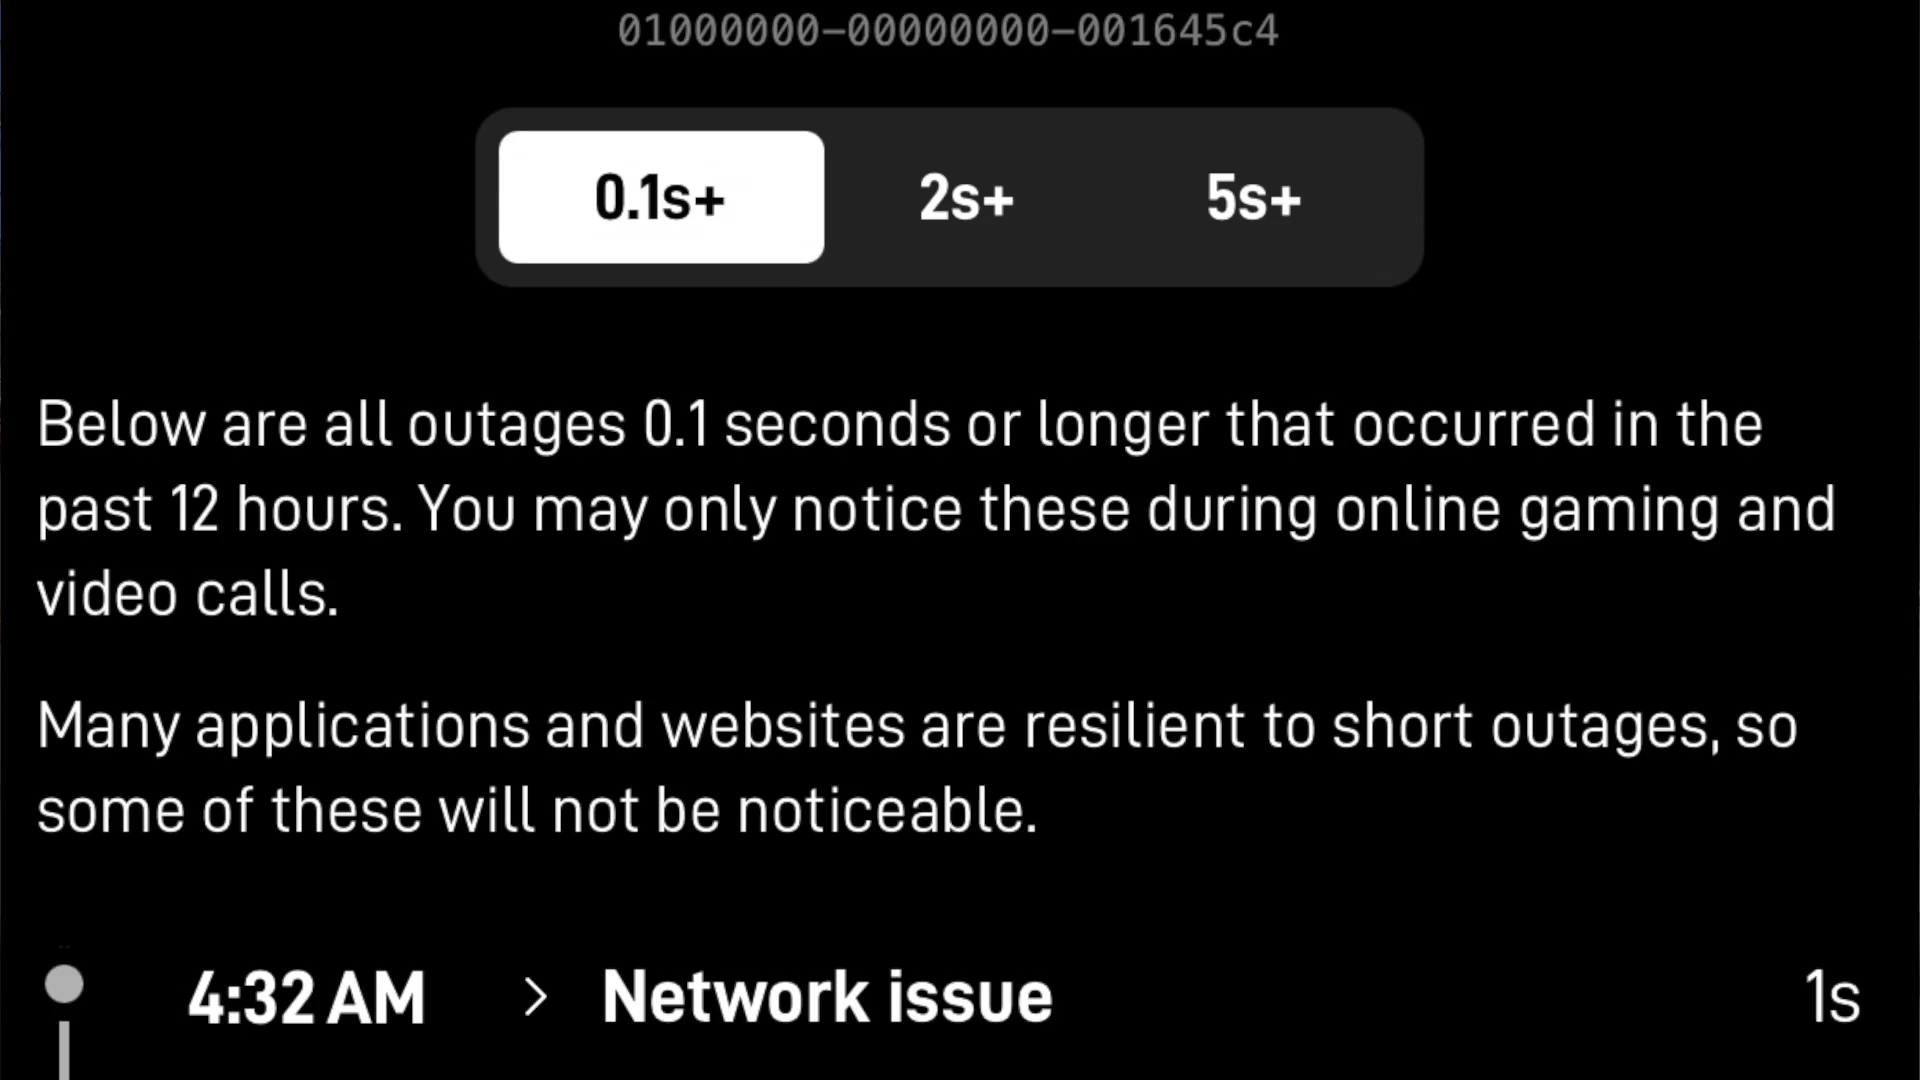 01000000-00000000-001645c4
0.1s+ 2s+ 5s+
Below are all outages 0.1 seconds or longer that occurred in the
past 12 hours. You may only notice these during online gaming and
video calls.
Many applications and websites are resilient to short outages, so
some of these will not be noticeable.
4:32 AM > Network issue 1s